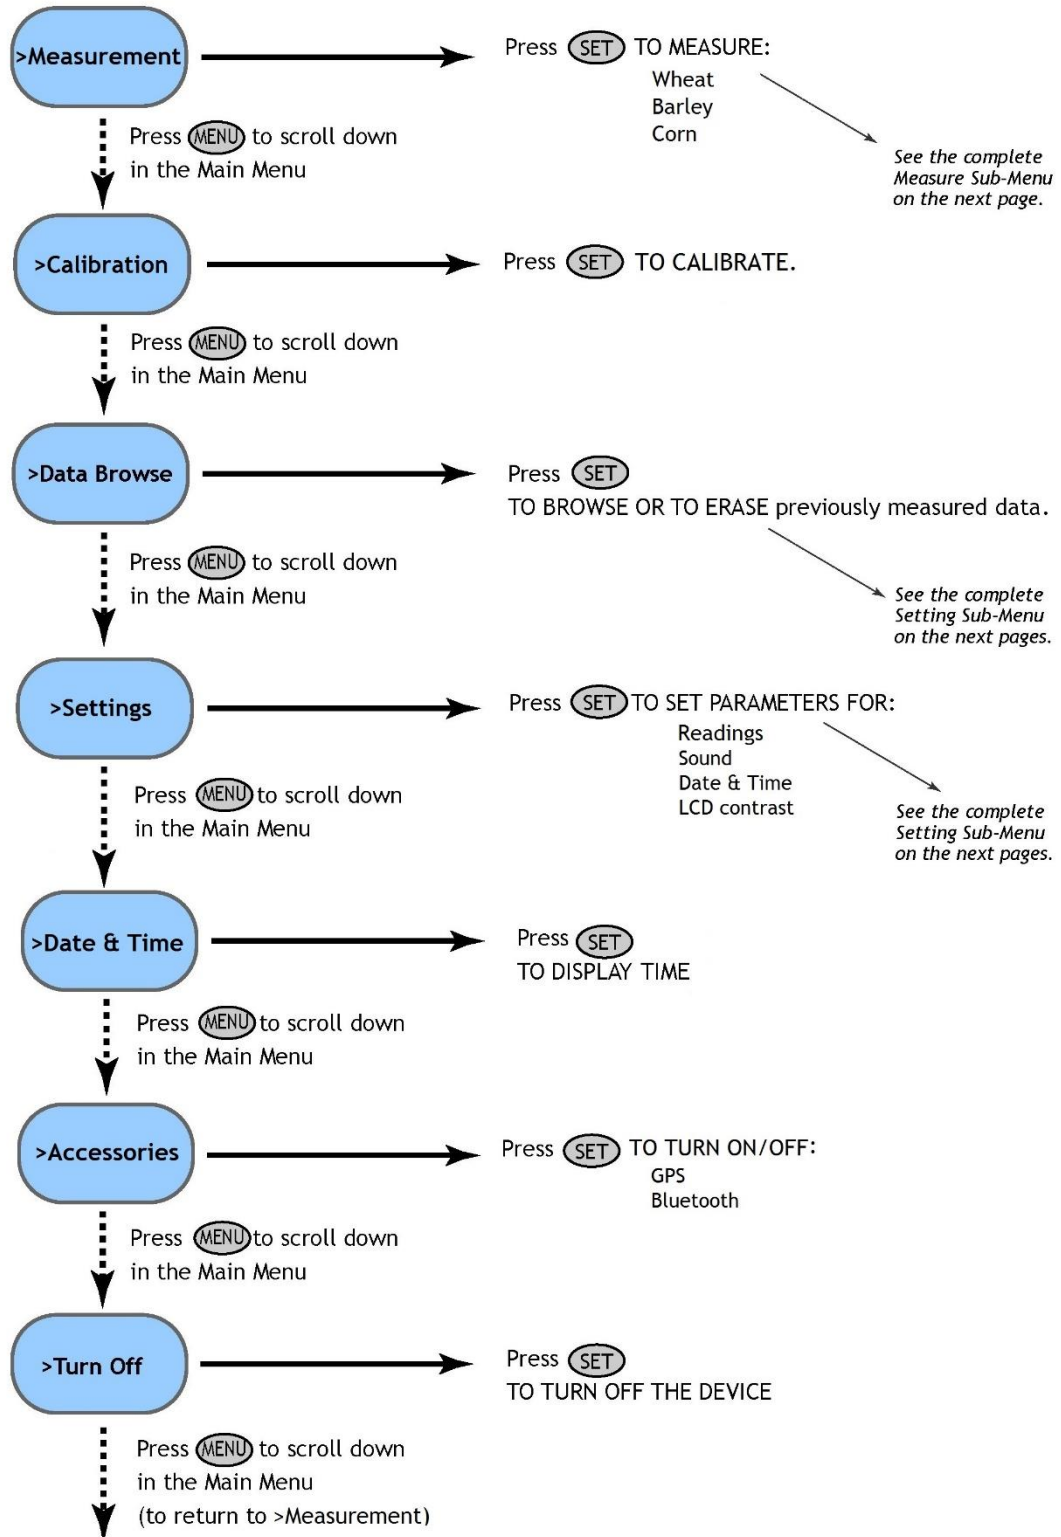 >Measurement
Press SET TO MEASURE:
Wheat
Barley
Corn
See the complete
Measure Sub-Menu
on the next page.
Press MENU to scroll down
in the Main Menu
>Calibration
Press SET TO CALIBRATE.
Press MENU to scroll down
in the Main Menu
>Data Browse
Press SET
TO BROWSE OR TO ERASE previously measured data.
See the complete
Setting Sub-Menu
on the next pages.
Press MENU to scroll down
in the Main Menu
>Settings
Press SET TO SET PARAMETERS FOR:
Readings
Sound
Date & Time
LCD contrast
See the complete
Setting Sub-Menu
on the next pages.
Press MENU to scroll down
in the Main Menu
>Date & Time
Press SET
TO DISPLAY TIME
Press MENU to scroll down
in the Main Menu
>Accessories
Press SET TO TURN ON/OFF:
GPS
Bluetooth
Press MENU to scroll down
in the Main Menu
>Turn Off
Press SET
TO TURN OFF THE DEVICE
Press MENU to scroll down
in the Main Menu
(to return to >Measurement)